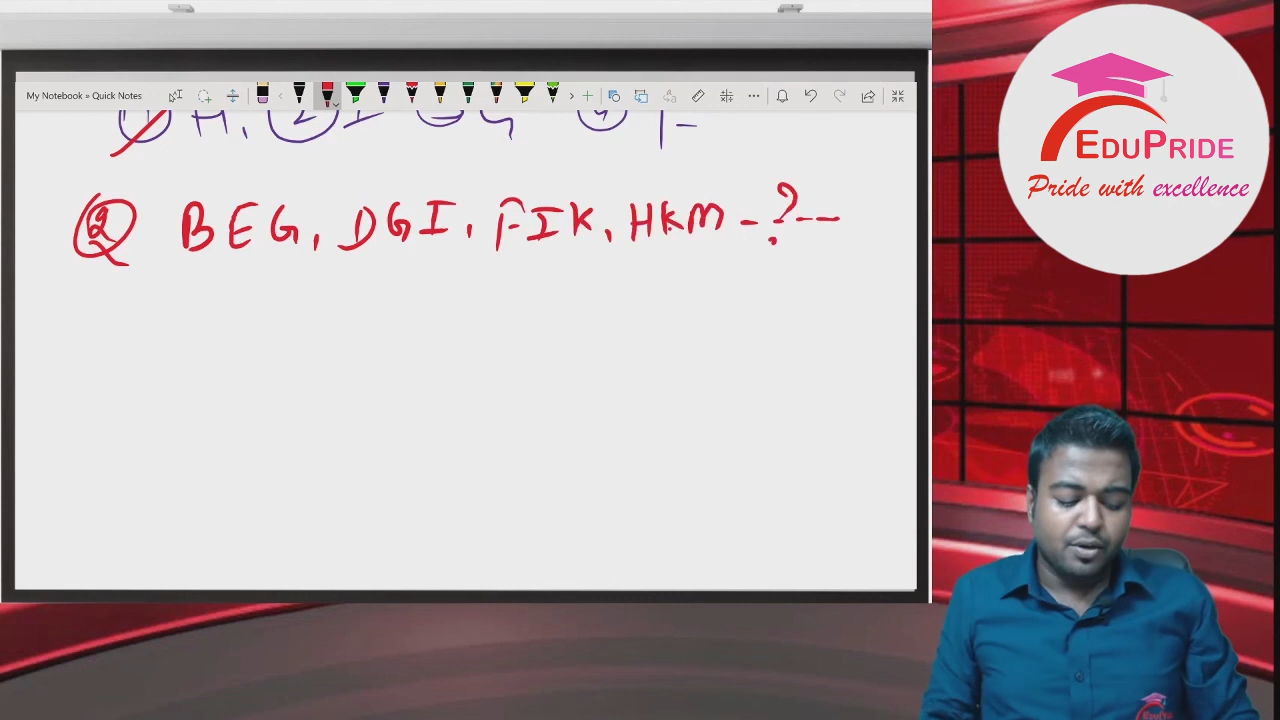 My Notebook » Quick Notes
Q BEG, DGI, FIK, HKM - ? --
EDUPRIDE
Pride with excellence